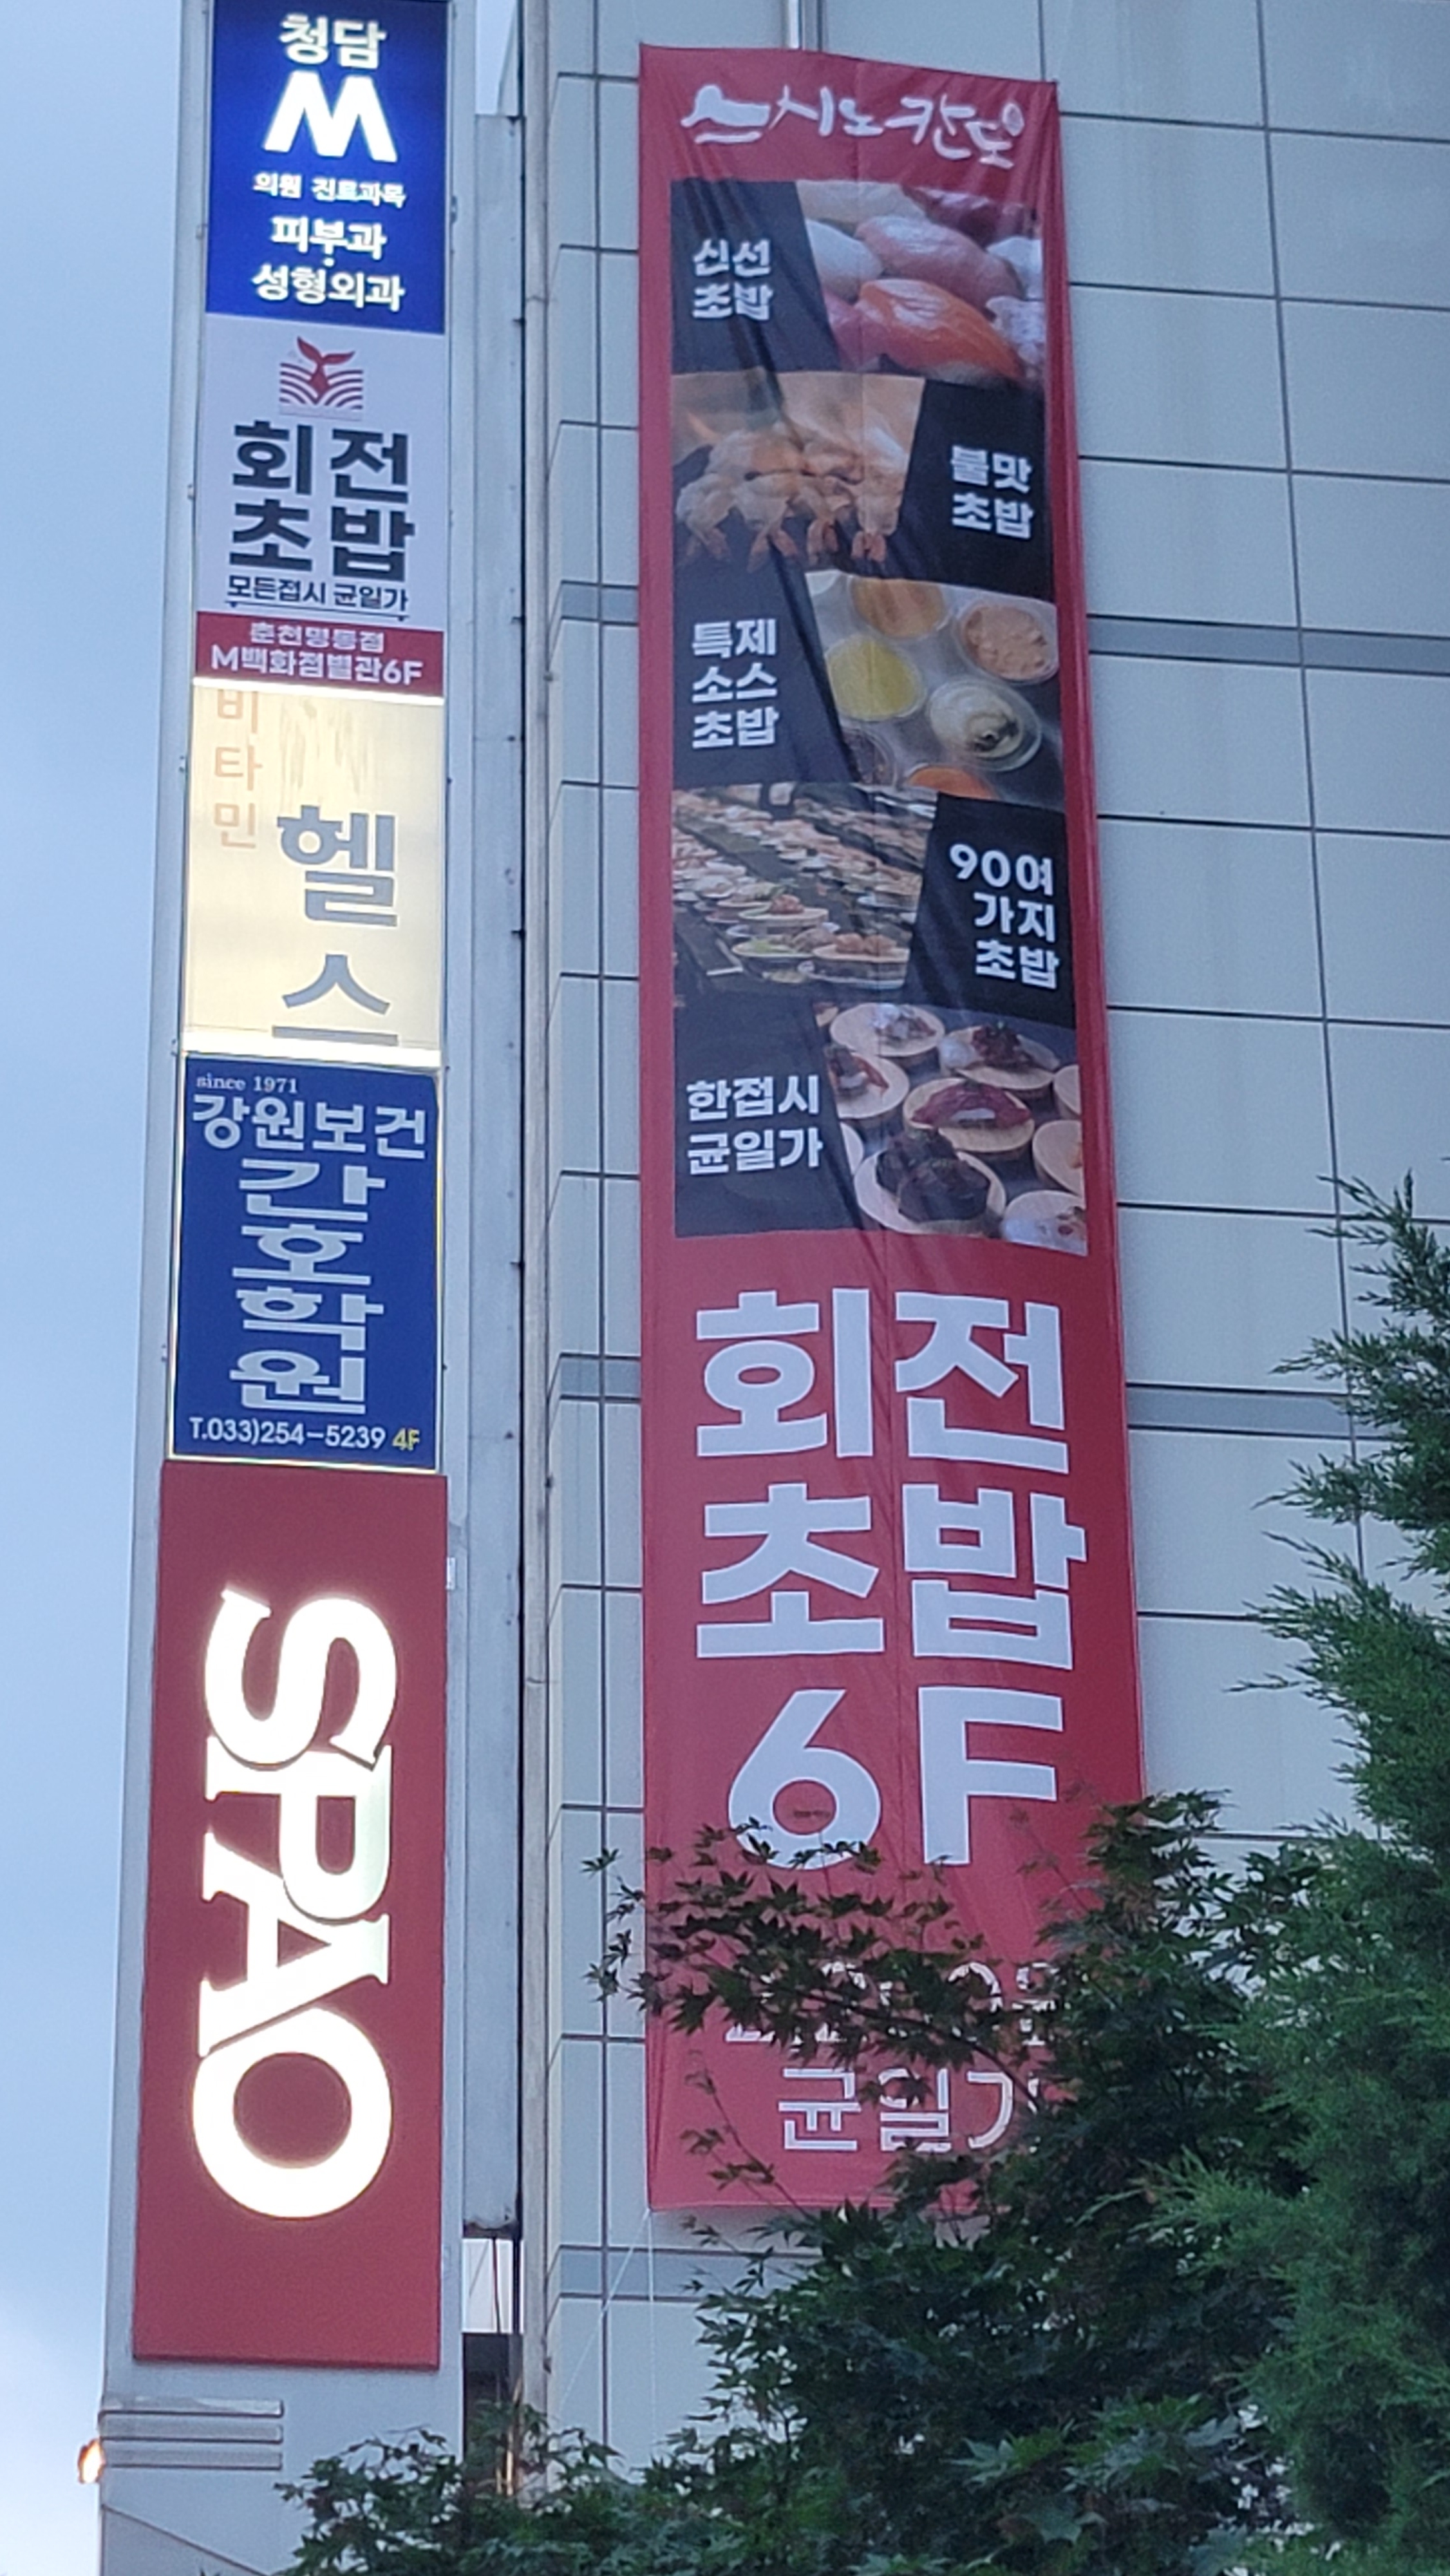 청담
M
의원 진료과목
피부과
·
성형외과
회전
초밥
모든접시 균일가
춘천명동점
M백화점별관6F
비
타
민
헬
스
since 1971
강원보건
간
호
학
원
T.033)254-5239 4F
SPAO
스시노칸도
신선
초밥
불맛
초밥
특제
소스
초밥
90여
가지
초밥
한접시
균일가
회전
초밥
6F
균일가